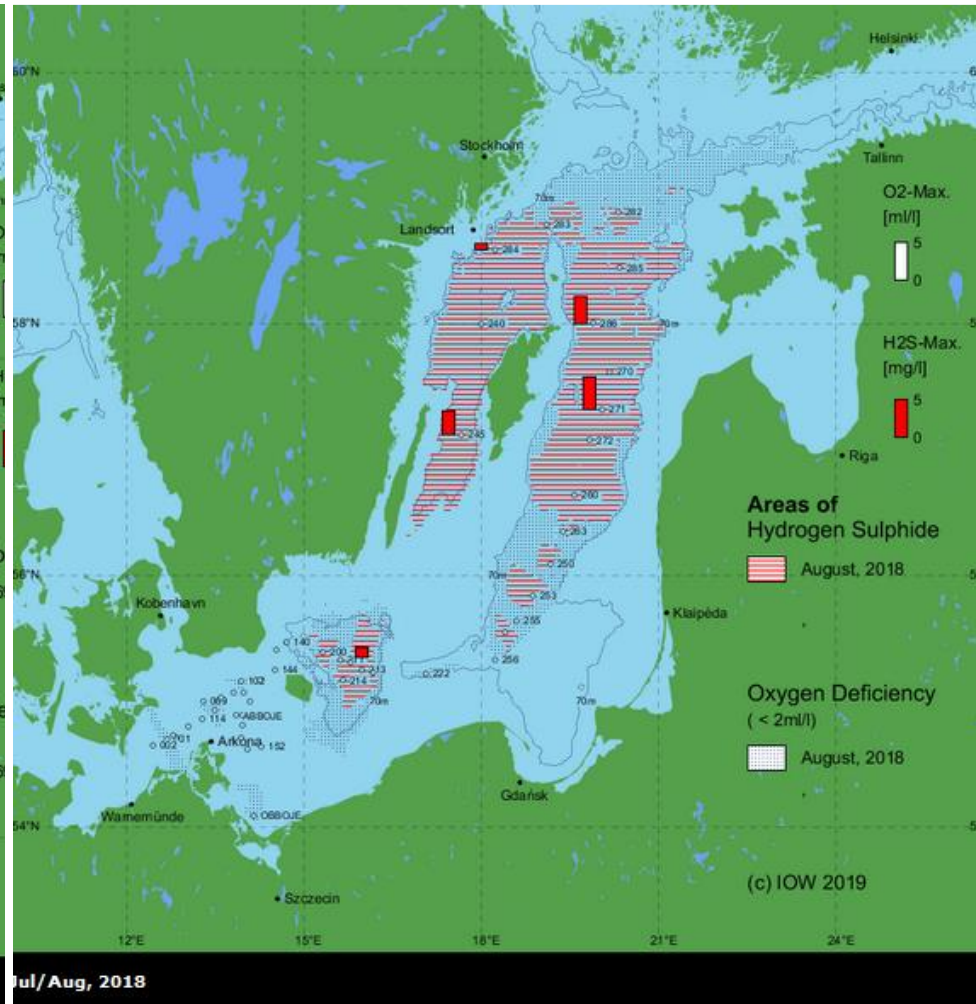 Helsinki
60°N
Stockholm
Tallinn
O2-Max.
[ml/l]
5
0
70m
282
283
Landsort
284
285
58°N
240
286
70m
H2S-Max.
[mg/l]
5
0
270
271
272
245
Riga
260
Areas of
Hydrogen Sulphide
263
August, 2018
250
56°N
70m
253
Kobenhavn
Klaipėda
255
140
200
256
213
144
222
214
102
70m
70m
069
ABBOJE
114
Oxygen Deficiency
( < 2ml/l)
002
Arkona
152
August, 2018
Gdańsk
Warnemünde
OBBOJE
54°N
(c) IOW 2019
Szczecin
12°E
15°E
18°E
21°E
24°E
Jul/Aug, 2018